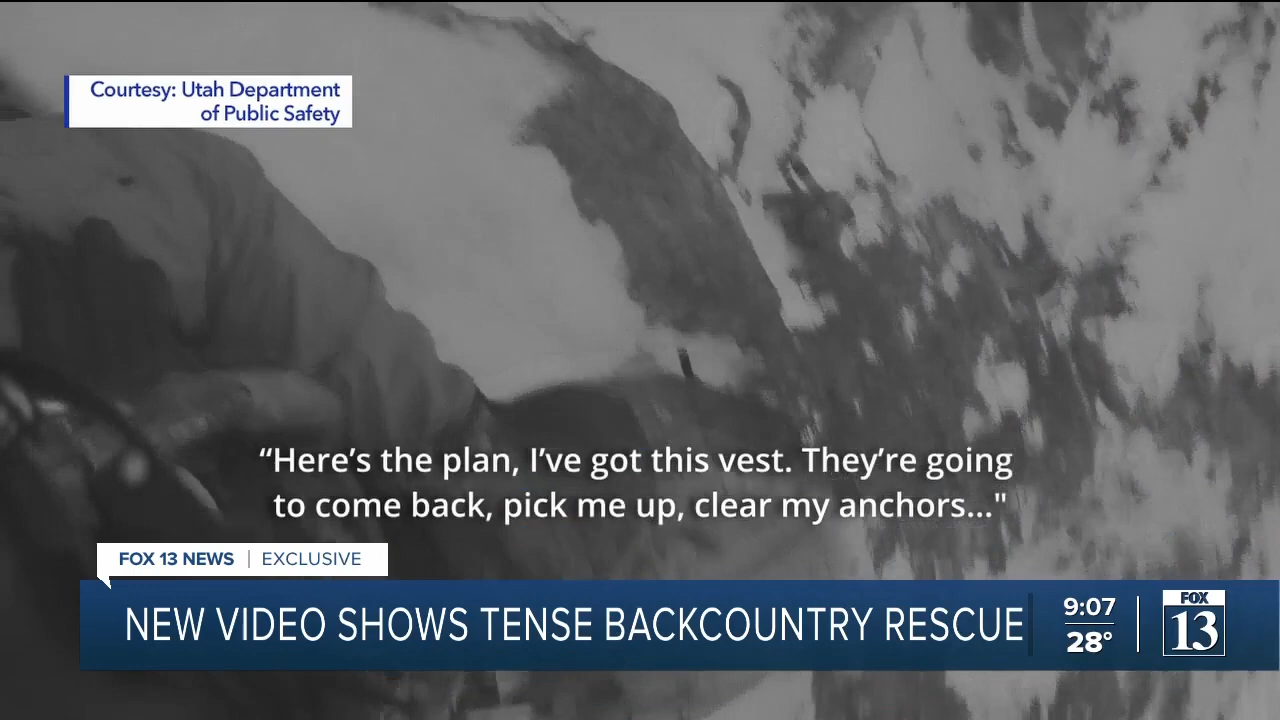 Courtesy: Utah Department
of Public Safety
“Here’s the plan, I’ve got this vest. They’re going
to come back, pick me up, clear my anchors..."
FOX 13 NEWS | EXCLUSIVE
NEW VIDEO SHOWS TENSE BACKCOUNTRY RESCUE
9:07
28°
FOX
13